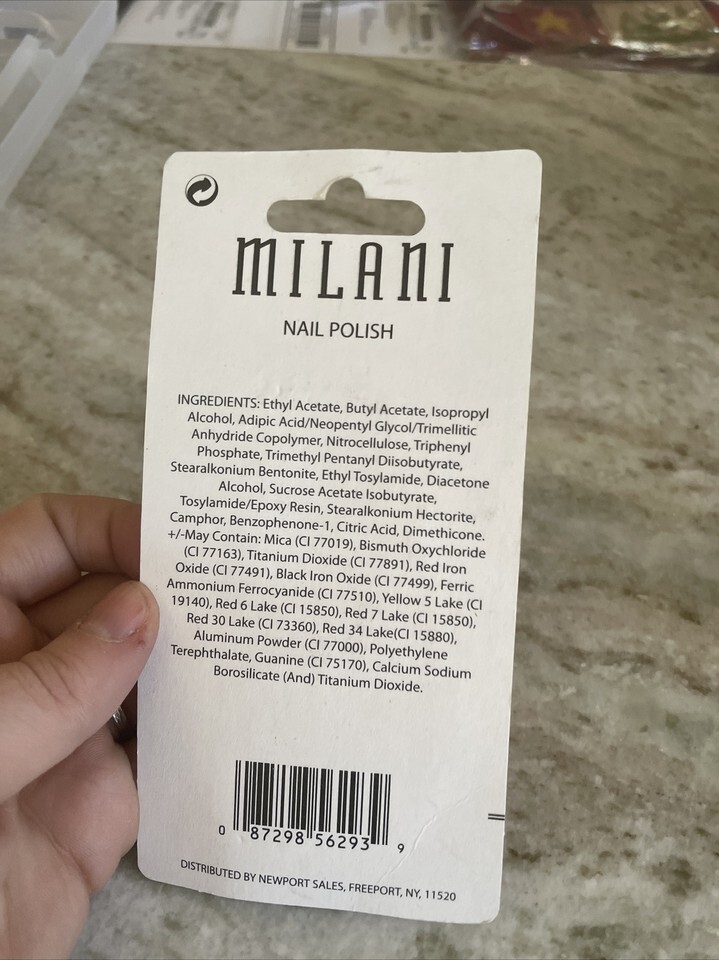 MILANI
NAIL POLISH
INGREDIENTS: Ethyl Acetate, Butyl Acetate, Isopropyl
Alcohol, Adipic Acid/Neopentyl Glycol/Trimellitic
Anhydride Copolymer, Nitrocellulose, Triphenyl
Phosphate, Trimethyl Pentanyl Diisobutyrate,
Stearalkonium Bentonite, Ethyl Tosylamide, Diacetone
Alcohol, Sucrose Acetate Isobutyrate,
Tosylamide/Epoxy Resin, Stearalkonium Hectorite,
Camphor, Benzophenone-1, Citric Acid, Dimethicone.
+/-May Contain: Mica (CI 77019), Bismuth Oxychloride
(CI 77163), Titanium Dioxide (CI 77891), Red Iron
Oxide (CI 77491), Black Iron Oxide (CI 77499), Ferric
Ammonium Ferrocyanide (CI 77510), Yellow 5 Lake (CI
19140), Red 6 Lake (CI 15850), Red 7 Lake (CI 15850),
Red 30 Lake (CI 73360), Red 34 Lake(CI 15880),
Aluminum Powder (CI 77000), Polyethylene
Terephthalate, Guanine (CI 75170), Calcium Sodium
Borosilicate (And) Titanium Dioxide.
0 87298 56293 9
DISTRIBUTED BY NEWPORT SALES, FREEPORT, NY, 11520